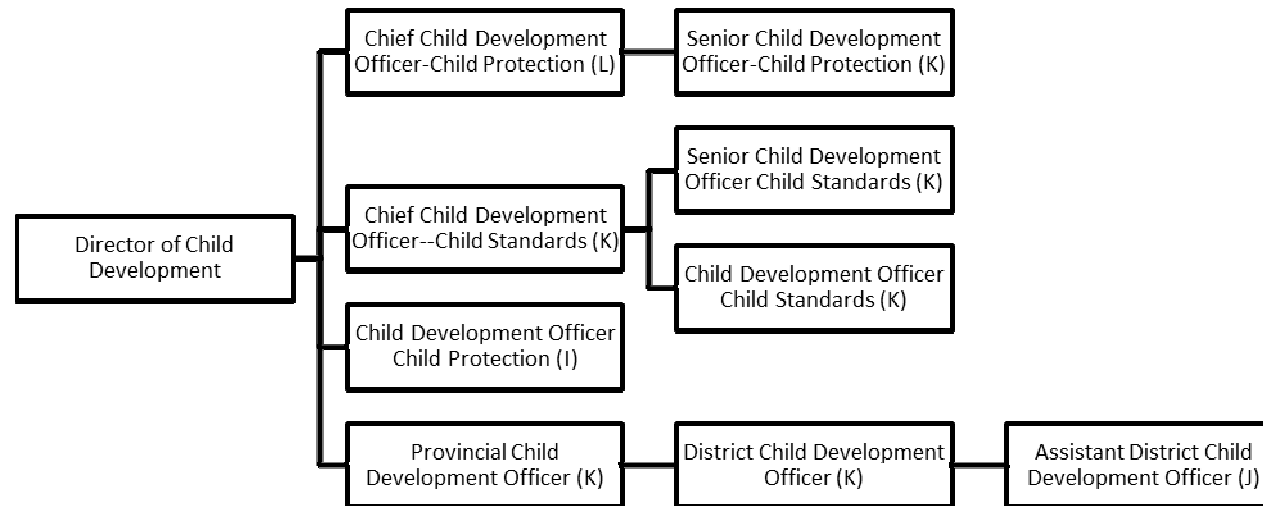 Chief Child Development
Officer-Child Protection (L)
Senior Child Development
Officer-Child Protection (K)
Senior Child Development
Officer Child Standards (K)
Chief Child Development
Officer--Child Standards (K)
Director of Child
Development
Child Development Officer
Child Standards (K)
Child Development Officer
Child Protection (I)
Provincial Child
Development Officer (K)
District Child Development
Officer (K)
Assistant District Child
Development Officer (J)